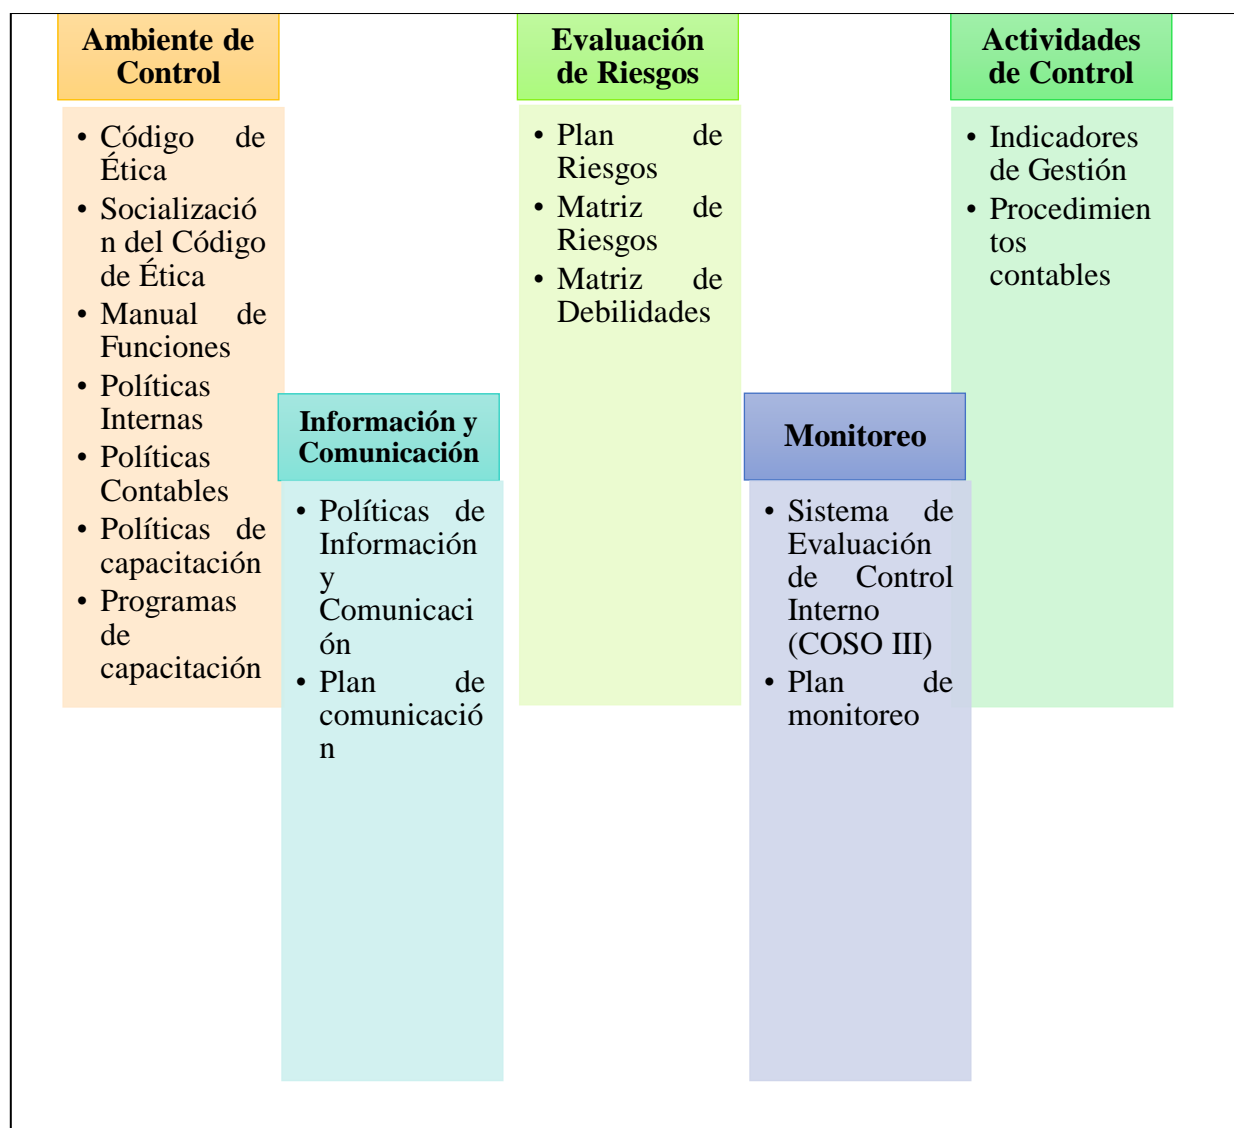 Ambiente de
Control
• Código de
Ética
• Socializació
n del Código
de Ética
• Manual de
Funciones
• Políticas
Internas
• Políticas
Contables
• Políticas de
capacitación
• Programas
de
capacitación
Información y
Comunicación
• Políticas de
Información
y
Comunicaci
ón
• Plan de
comunicació
n
Evaluación
de Riesgos
• Plan de
Riesgos
• Matriz de
Riesgos
• Matriz de
Debilidades
Monitoreo
• Sistema de
Evaluación
de Control
Interno
(COSO III)
• Plan de
monitoreo
Actividades
de Control
• Indicadores
de Gestión
• Procedimien
tos
contables